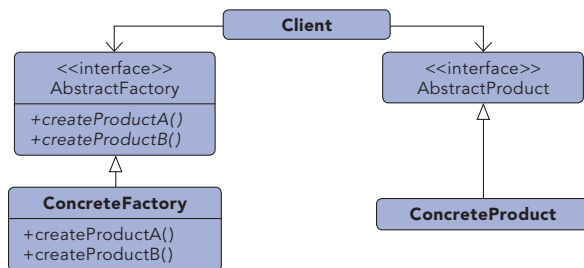 Client
<<interface>>
AbstractFactory
+createProductA()
+createProductB()
<<interface>>
AbstractProduct
ConcreteFactory
+createProductA()
+createProductB()
ConcreteProduct